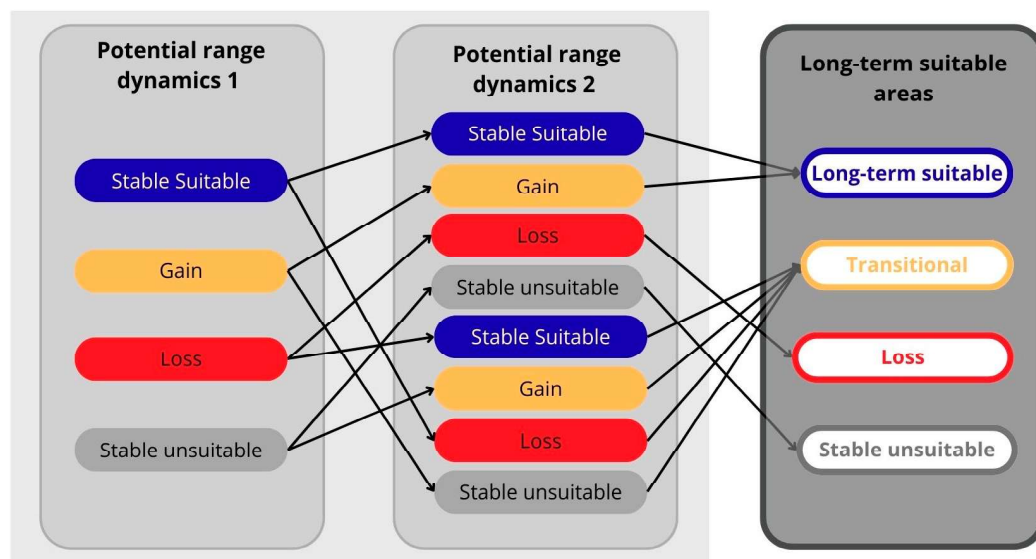 Potential range
dynamics 1
Stable Suitable
Gain
Loss
Stable unsuitable
Potential range
dynamics 2
Stable Suitable
Gain
Loss
Stable unsuitable
Stable Suitable
Gain
Loss
Stable unsuitable
Long-term suitable
areas
Long-term suitable
Transitional
Loss
Stable unsuitable